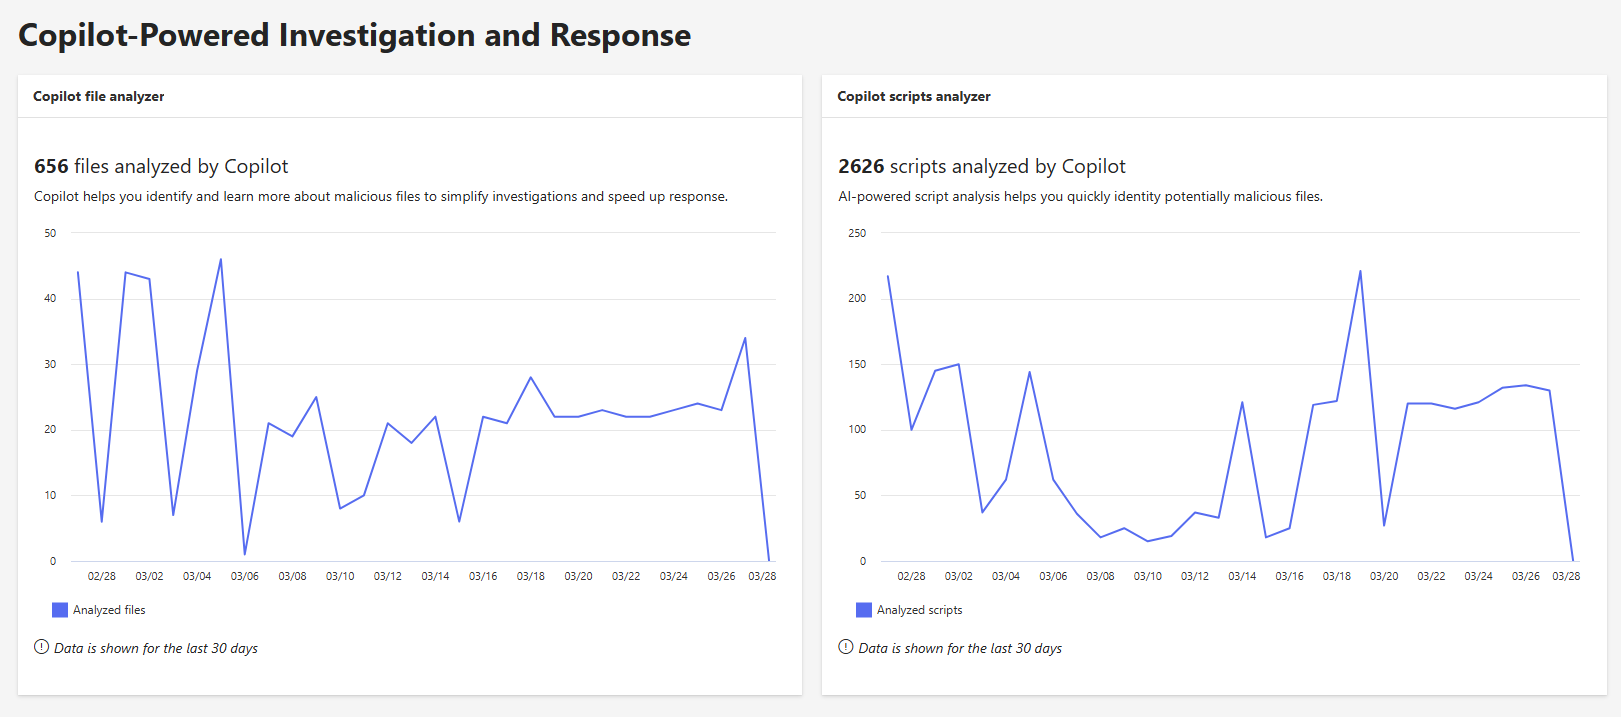 Copilot-Powered Investigation and Response
Copilot file analyzer
656 files analyzed by Copilot
Copilot helps you identify and learn more about malicious files to simplify investigations and speed up response.
50
40
30
20
10
0
02/28 03/02 03/04 03/06 03/08 03/10 03/12 03/14 03/16 03/18 03/20 03/22 03/24 03/26 03/28
Analyzed files
Data is shown for the last 30 days
Copilot scripts analyzer
2626 scripts analyzed by Copilot
AI-powered script analysis helps you quickly identity potentially malicious files.
250
200
150
100
50
0
02/28 03/02 03/04 03/06 03/08 03/10 03/12 03/14 03/16 03/18 03/20 03/22 03/24 03/26 03/28
Analyzed scripts
Data is shown for the last 30 days